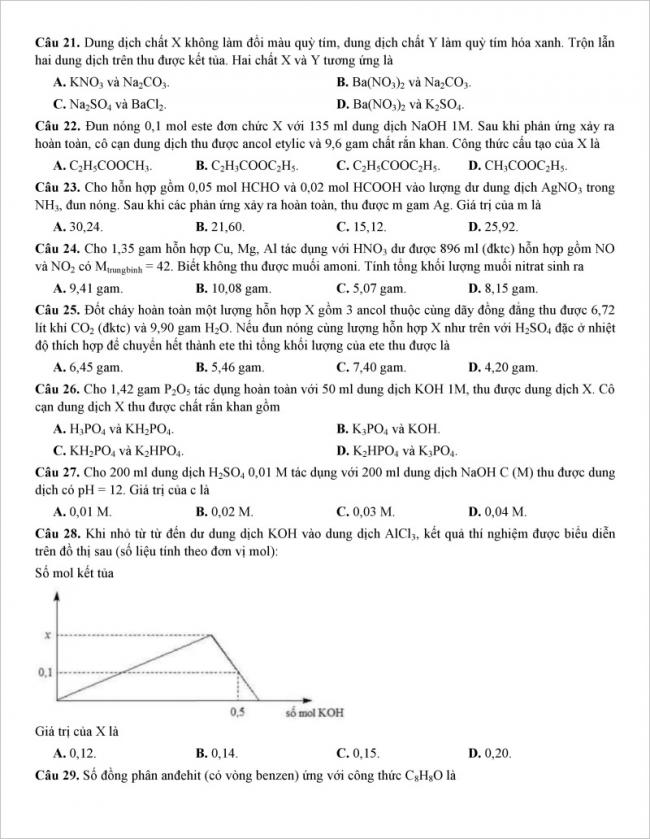 Câu 21. Dung dịch chất X không làm đổi màu quỳ tím, dung dịch chất Y làm quỳ tím hóa xanh. Trộn lẫn
hai dung dịch trên thu được kết tủa. Hai chất X và Y tương ứng là
A. KNO₃ và Na₂CO₃. B. Ba(NO₃)₂ và Na₂CO₃.
C. Na₂SO₄ và BaCl₂. D. Ba(NO₃)₂ và K₂SO₄.
Câu 22. Đun nóng 0,1 mol este đơn chức X với 135 ml dung dịch NaOH 1M. Sau khi phản ứng xảy ra
hoàn toàn, cô cạn dung dịch thu được ancol etylic và 9,6 gam chất rắn khan. Công thức cấu tạo của X là
A. C₂H₅COOCH₃. B. C₂H₃COOC₂H₅. C. C₂H₅COOC₂H₅. D. CH₃COOC₂H₅.
Câu 23. Cho hỗn hợp gồm 0,05 mol HCHO và 0,02 mol HCOOH vào lượng dư dung dịch AgNO₃ trong
NH₃, đun nóng. Sau khi các phản ứng xảy ra hoàn toàn, thu được m gam Ag. Giá trị của m là
A. 30,24. B. 21,60. C. 15,12. D. 25,92.
Câu 24. Cho 1,35 gam hỗn hợp Cu, Mg, Al tác dụng với HNO₃ dư được 896 ml (đktc) hỗn hợp gồm NO
và NO₂ có M trungbinh = 42. Biết không thu được muối amoni. Tính tổng khối lượng muối nitrat sinh ra
A. 9,41 gam. B. 10,08 gam. C. 5,07 gam. D. 8,15 gam.
Câu 25. Đốt cháy hoàn toàn một lượng hỗn hợp X gồm 3 ancol thuộc cùng dãy đồng đẳng thu được 6,72
lít khí CO₂ (đktc) và 9,90 gam H₂O. Nếu đun nóng cùng lượng hỗn hợp X như trên với H₂SO₄ đặc ở nhiệt
độ thích hợp để chuyển hết thành ete thì tổng khối lượng của ete thu được là
A. 6,45 gam. B. 5,46 gam. C. 7,40 gam. D. 4,20 gam.
Câu 26. Cho 1,42 gam P₂O₅ tác dụng hoàn toàn với 50 ml dung dịch KOH 1M, thu được dung dịch X. Cô
cạn dung dịch X thu được chất rắn khan gồm
A. H₃PO₄ và KH₂PO₄. B. K₃PO₄ và KOH.
C. KH₂PO₄ và K₂HPO₄. D. K₂HPO₄ và K₃PO₄.
Câu 27. Cho 200 ml dung dịch H₂SO₄ 0,01 M tác dụng với 200 ml dung dịch NaOH C (M) thu được dung
dịch có pH = 12. Giá trị của c là
A. 0,01 M. B. 0,02 M. C. 0,03 M. D. 0,04 M.
Câu 28. Khi nhỏ từ từ đến dư dung dịch KOH vào dung dịch AlCl₃, kết quả thí nghiệm được biểu diễn
trên đồ thị sau (số liệu tính theo đơn vị mol):
Số mol kết tủa
x
0,1
0,5 số mol KOH
Giá trị của X là
A. 0,12. B. 0,14. C. 0,15. D. 0,20.
Câu 29. Số đồng phân anđehit (có vòng benzen) ứng với công thức C₈H₈O là